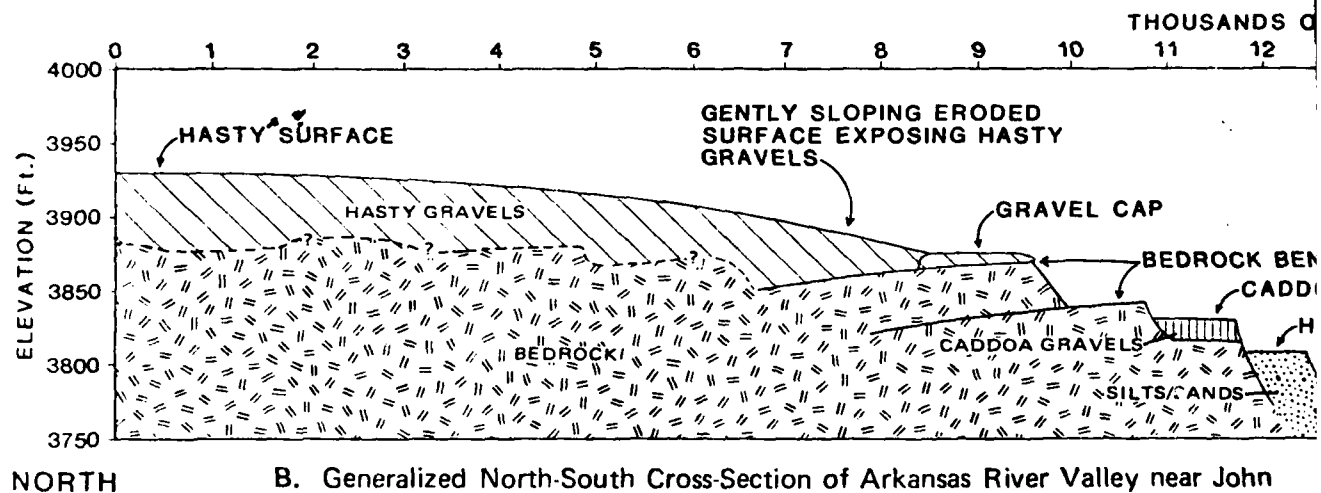 THOUSANDS O
0 1 2 3 4 5 6 7 8 9 10 11 12
4000
3950
3900
3850
3800
3750
ELEVATION (Ft.)
HASTY SURFACE
GENTLY SLOPING ERODED
SURFACE EXPOSING HASTY
GRAVELS
HASTY GRAVELS
GRAVEL CAP
? ? ?
BEDROCK BEN
CADDO
H
CADDOA GRAVELS
BEDROCK
SILTS/SANDS
NORTH
B. Generalized North-South Cross-Section of Arkansas River Valley near John